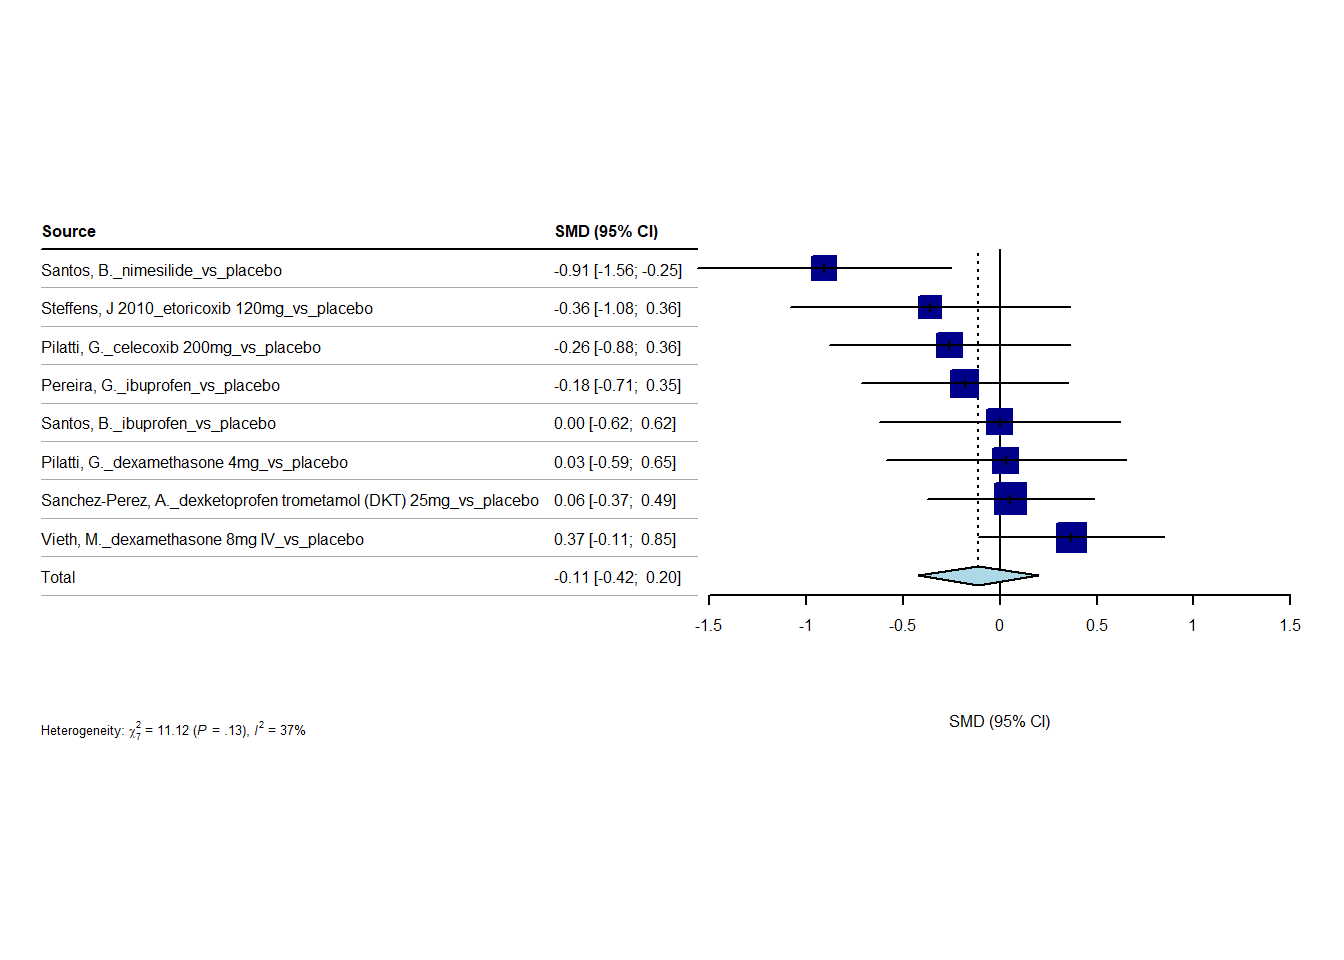 Source SMD (95% CI)
Santos, B._nimesilide_vs_placebo -0.91 [-1.56; -0.25]
Steffens, J 2010_etoricoxib 120mg_vs_placebo -0.36 [-1.08; 0.36]
Pilatti, G._celecoxib 200mg_vs_placebo -0.26 [-0.88; 0.36]
Pereira, G._ibuprofen_vs_placebo -0.18 [-0.71; 0.35]
Santos, B._ibuprofen_vs_placebo 0.00 [-0.62; 0.62]
Pilatti, G._dexamethasone 4mg_vs_placebo 0.03 [-0.59; 0.65]
Sanchez-Perez, A._dexketoprofen trometamol (DKT) 25mg_vs_placebo 0.06 [-0.37; 0.49]
Vieth, M._dexamethasone 8mg IV_vs_placebo 0.37 [-0.11; 0.85]
Total -0.11 [-0.42; 0.20]
-1.5 -1 -0.5 0 0.5 1 1.5
SMD (95% CI)
Heterogeneity: χ²₇ = 11.12 (P = .13), I² = 37%